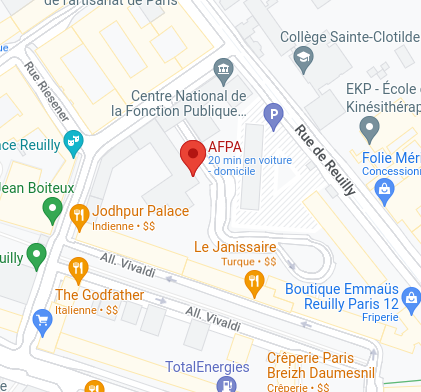 de l'artisanat de Paris
Collège Sainte-Clotilde
Rue Riesener
ue
Centre National de
la Fonction Publique...
EKP - École
Kinésithérap
P
Rue de Reuilly
ce Reuilly
AFPA
20 min en voiture
- domicile
Folie Méri
Concession
Jean Boiteux
Jodhpur Palace
Indienne • $$
Le Janissaire
Turque • $$
uilly
All. Vivaldi
The Godfather
Italienne • $$
All. Vivaldi
Boutique Emmaüs
Reuilly Paris 12
Friperie
TotalEnergies
Crêperie Paris
Breizh Daumesnil
Crêperie • $$
e